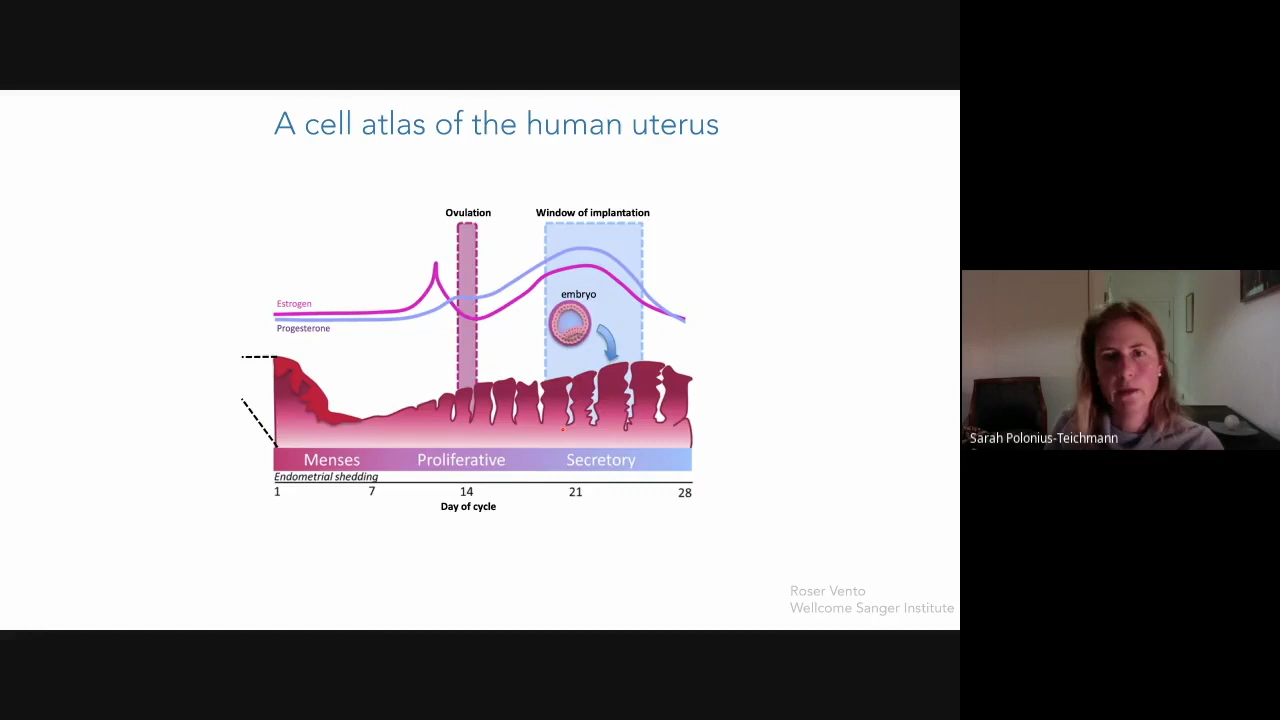 A cell atlas of the human uterus
Ovulation
Window of implantation
embryo
Estrogen
Progesterone
Menses
Proliferative
Secretory
Endometrial shedding
1
7
14
21
28
Day of cycle
Roser Vento
Wellcome Sanger Institute
Sarah Polonius-Teichmann